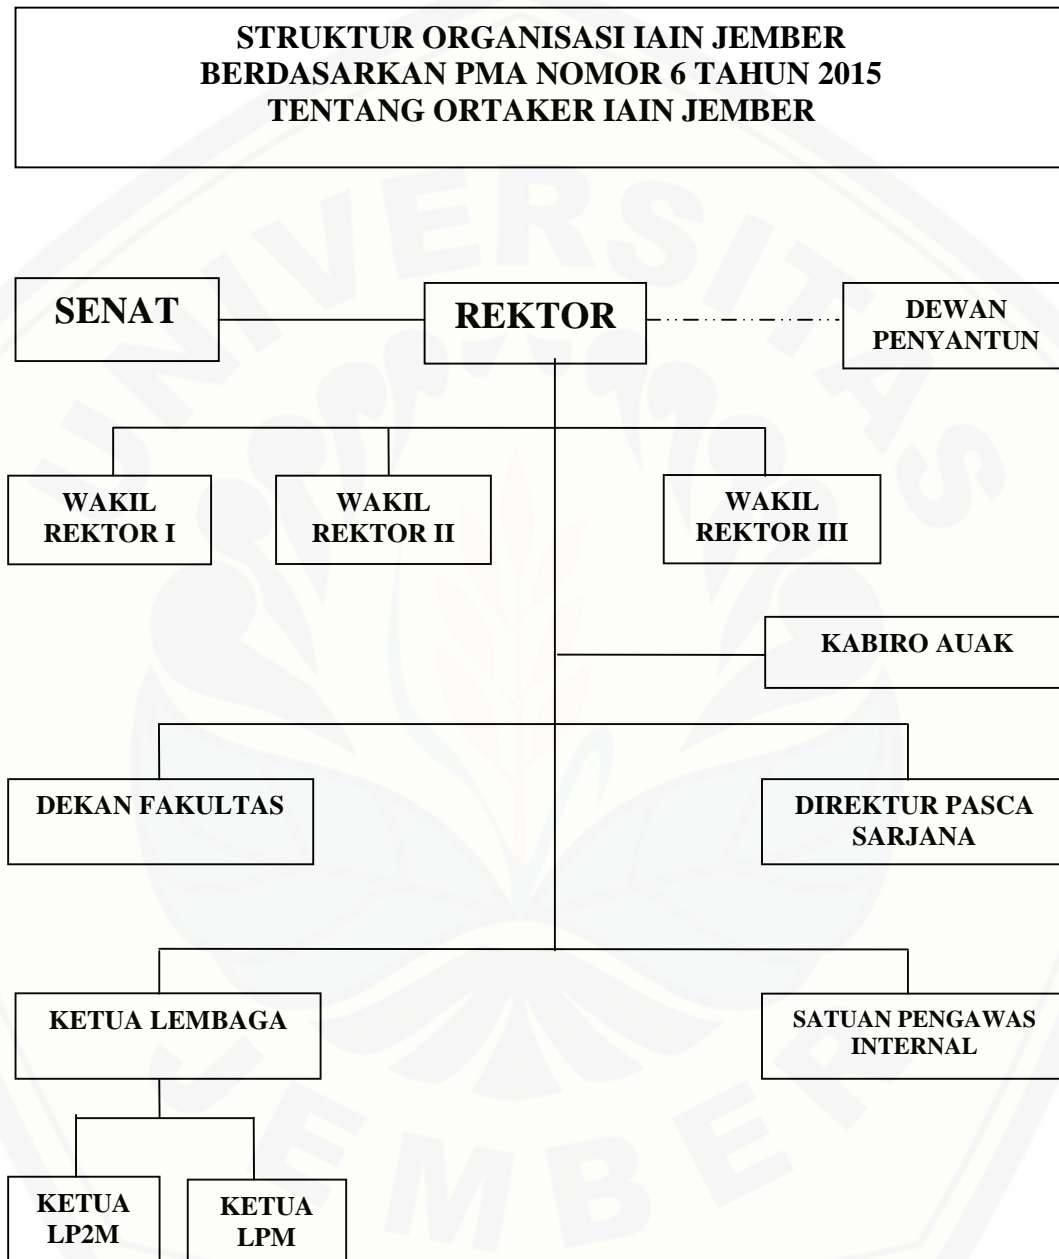 STRUKTUR ORGANISASI IAIN JEMBER
BERDASARKAN PMA NOMOR 6 TAHUN 2015
TENTANG ORTAKER IAIN JEMBER
SENAT
REKTOR
DEWAN
PENYANTUN
WAKIL
REKTOR I
WAKIL
REKTOR II
WAKIL
REKTOR III
KABIRO AUAK
DEKAN FAKULTAS
DIREKTUR PASCA
SARJANA
KETUA LEMBAGA
SATUAN PENGAWAS
INTERNAL
KETUA
LP2M
KETUA
LPM
UNIVERSITAS
JEMBER